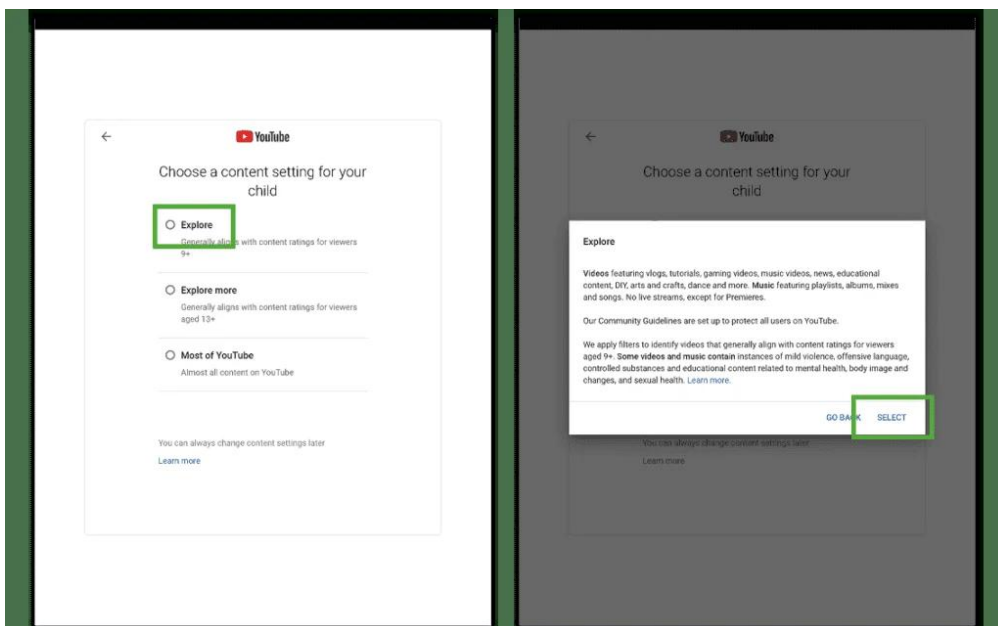 YouTube
Choose a content setting for your
child
Explore
Generally aligns with content ratings for viewers
9+
Explore more
Generally aligns with content ratings for viewers
aged 13+
Most of YouTube
Almost all content on YouTube
You can always change content settings later
Learn more
YouTube
Choose a content setting for your
child
Explore
Videos featuring vlogs, tutorials, gaming videos, music videos, news, educational
content, DIY, arts and crafts, dance and more. Music featuring playlists, albums, mixes
and songs. No live streams, except for Premieres.
Our Community Guidelines are set up to protect all users on YouTube.
We apply filters to identify videos that generally align with content ratings for viewers
aged 9+. Some videos and music contain instances of mild violence, offensive language,
controlled substances and educational content related to mental health, body image and
changes, and sexual health. Learn more.
GO BACK SELECT
You can always change content settings later
Learn more